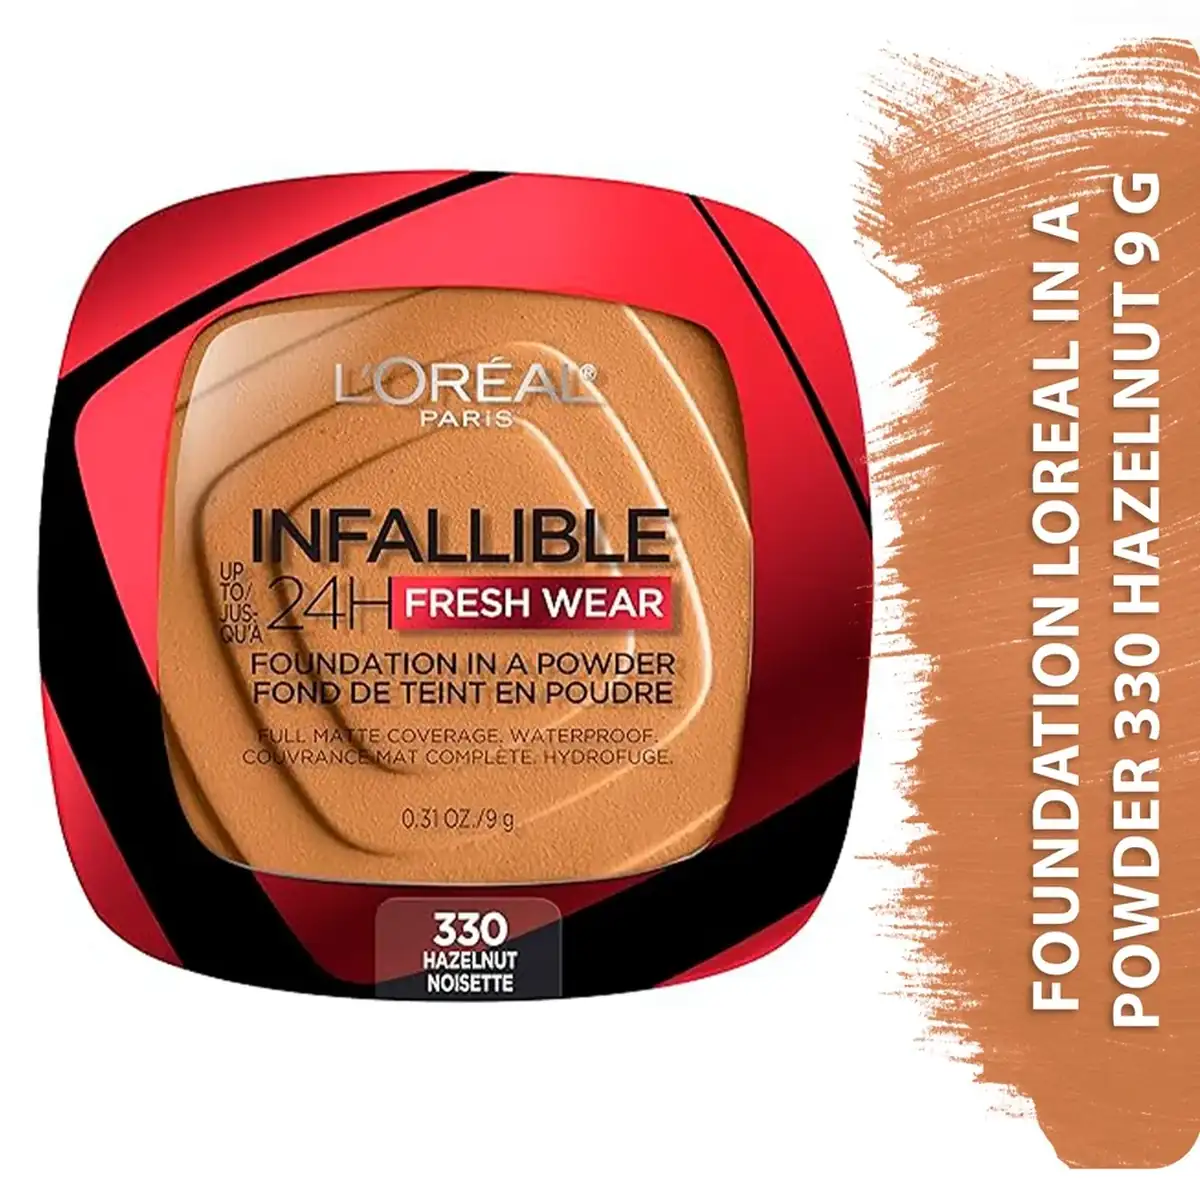 L'ORÉAL®
PARIS
INFALLIBLE
UP TO/ JUS- QU'À 24H FRESH WEAR
FOUNDATION IN A POWDER
FOND DE TEINT EN POUDRE
FULL MATTE COVERAGE. WATERPROOF.
COUVRANCE MAT COMPLÈTE. HYDROFUGE.
0.31 OZ./9 g
330
HAZELNUT
NOISETTE
FOUNDATION LOREAL IN A
POWDER 330 HAZELNUT 9 G